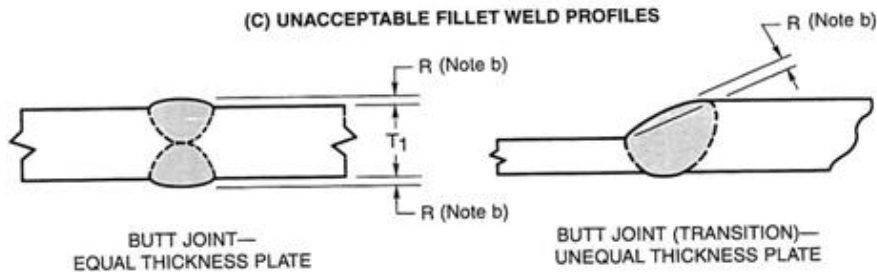 (C) UNACCEPTABLE FILLET WELD PROFILES
R (Note b)
R (Note b)
T1
R (Note b)
BUTT JOINT—
EQUAL THICKNESS PLATE
BUTT JOINT (TRANSITION)—
UNEQUAL THICKNESS PLATE